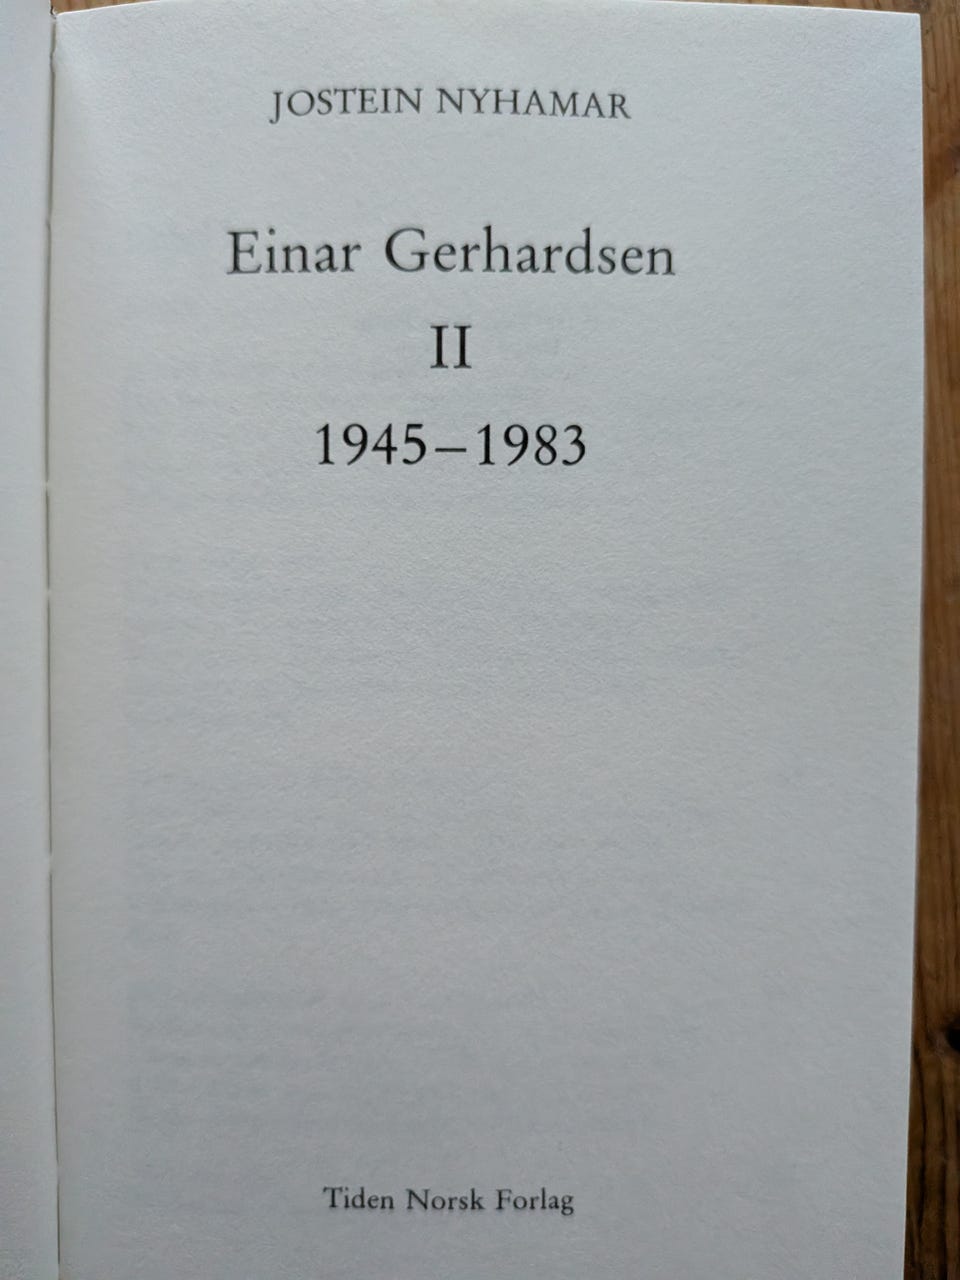 JOSTEIN NYHAMAR
Einar Gerhardsen
II
1945–1983
Tiden Norsk Forlag